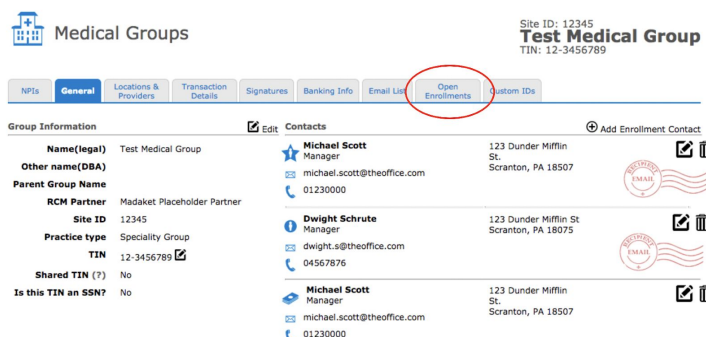 Medical Groups
Site ID: 12345
Test Medical Group
TIN: 12-3456789
NPIs
General
Locations & Providers
Transaction Details
Signatures
Banking Info
Email List
Open Enrollments
Custom IDs
Group Information
Edit
Name(legal) Test Medical Group
Other name(DBA)
Parent Group Name
RCM Partner Madaket Placeholder Partner
Site ID 12345
Practice type Speciality Group
TIN 12-3456789
Shared TIN (?) No
Is this TIN an SSN? No
Contacts
Add Enrollment Contact
Michael Scott
Manager
michael.scott@theoffice.com
01230000
123 Dunder Mifflin
St.
Scranton, PA 18507
RECIPIENT
EMAIL
Dwight Schrute
Manager
dwight.s@theoffice.com
04567876
123 Dunder Mifflin St
Scranton, PA 18075
RECIPIENT
EMAIL
Michael Scott
Manager
michael.scott@theoffice.com
01230000
123 Dunder Mifflin
St.
Scranton, PA 18507